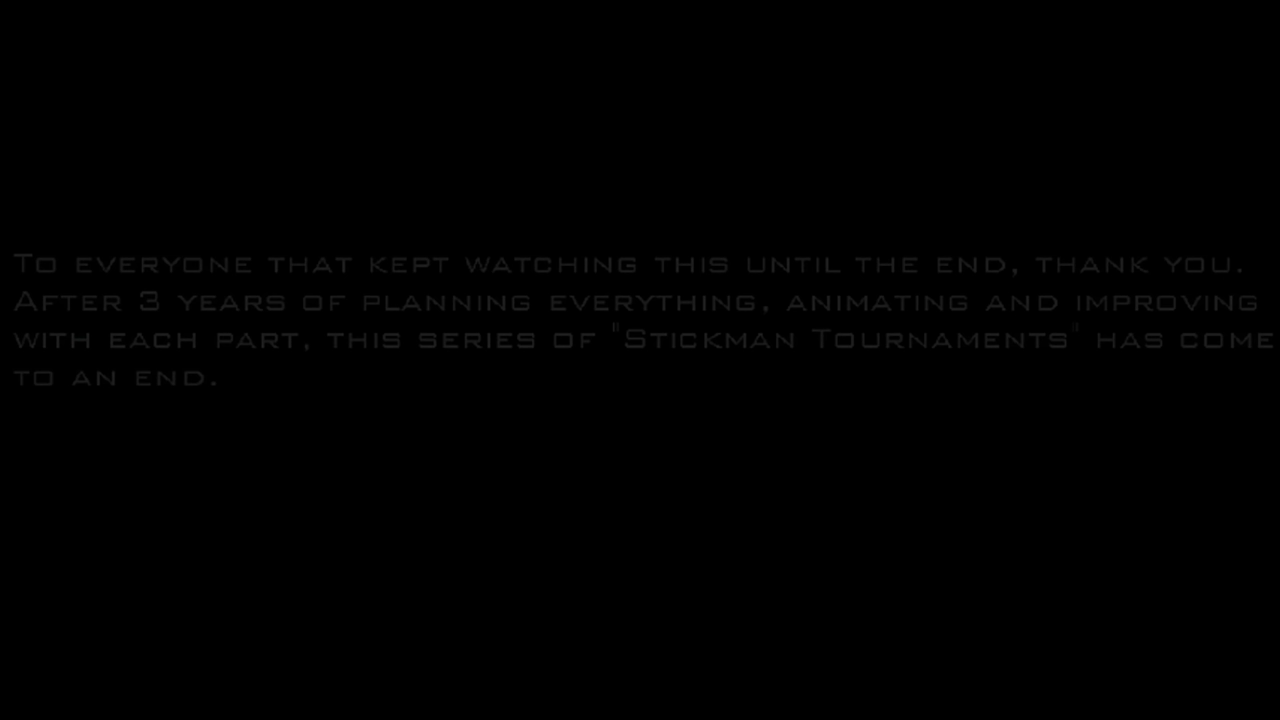 To everyone that kept watching this until the end, thank you.
After 3 years of planning everything, animating and improving
with each part, this series of "Stickman Tournaments" has come
to an end.